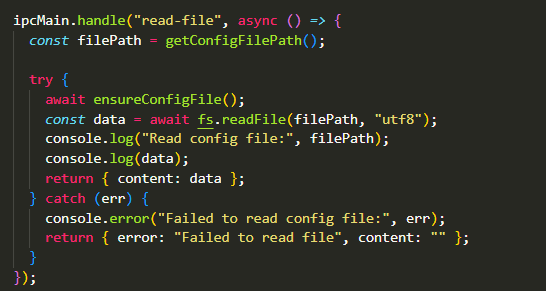 ipcMain.handle("read-file", async () => {
  const filePath = getConfigFilePath();

  try {
    await ensureConfigFile();
    const data = await fs.readFile(filePath, "utf8");
    console.log("Read config file:", filePath);
    console.log(data);
    return { content: data };
  } catch (err) {
    console.error("Failed to read config file:", err);
    return { error: "Failed to read file", content: "" };
  }
});